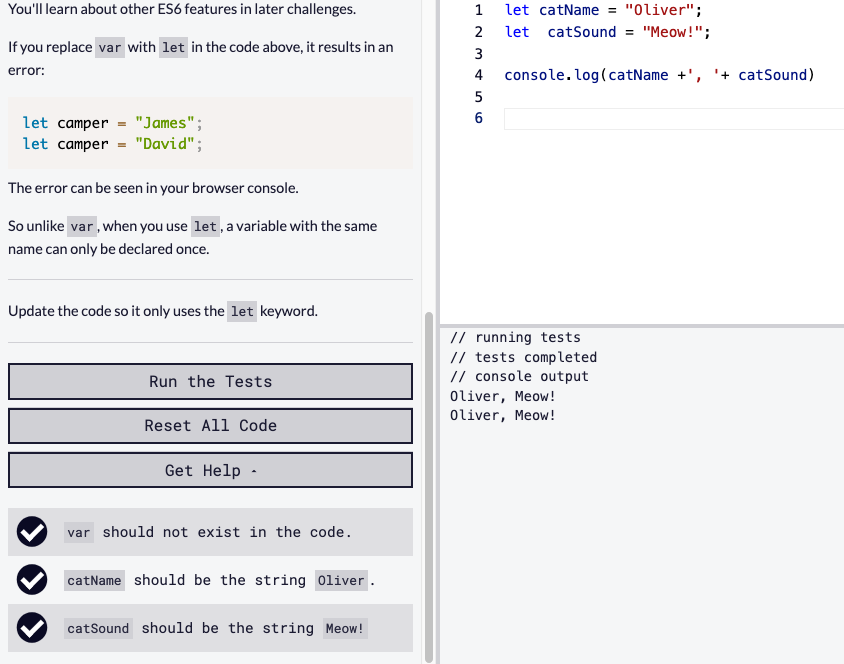 You'll learn about other ES6 features in later challenges.
If you replace var with let in the code above, it results in an
error:
let camper = "James";
let camper = "David";
The error can be seen in your browser console.
So unlike var, when you use let, a variable with the same
name can only be declared once.
Update the code so it only uses the let keyword.
Run the Tests
Reset All Code
Get Help
var should not exist in the code.
catName should be the string Oliver.
catSound should be the string Meow!
1 let catName = "Oliver";
2 let  catSound = "Meow!";
3
4 console.log(catName +', '+ catSound)
5
6
// running tests
// tests completed
// console output
Oliver, Meow!
Oliver, Meow!